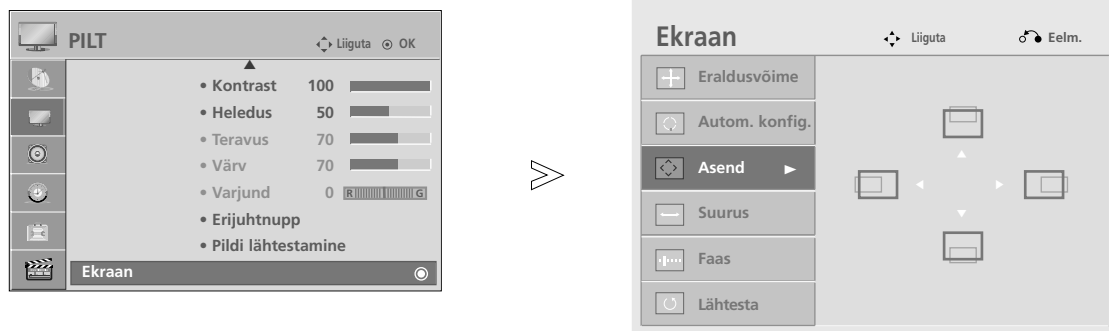 PILT
Liiguta OK
• Kontrast 100
• Heledus 50
• Teravus 70
• Värv 70
• Varjund 0 R G
• Erijuhtnupp
• Pildi lähtestamine
Ekraan
Ekraan
Liiguta
Eelm.
Eraldusvõime
Autom. konfig.
Asend
Suurus
Faas
Lähtesta